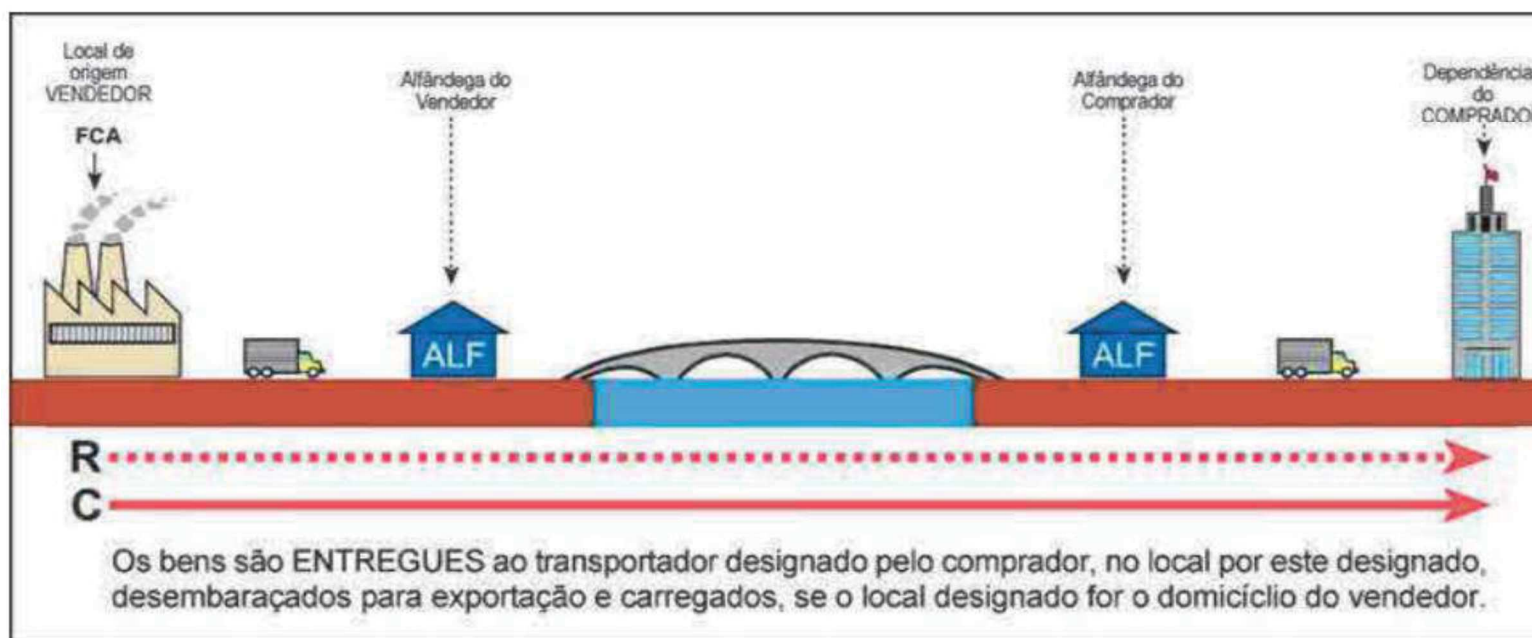 Local de
origem
VENDEDOR
FCA
Alfândega do
Vendedor
Alfândega do
Comprador
Dependência
do
COMPRADO
ALF
ALF
R
C
Os bens são ENTREGUES ao transportador designado pelo comprador, no local por este designado,
desembaraçados para exportação e carregados, se o local designado for o domicíclio do vendedor.